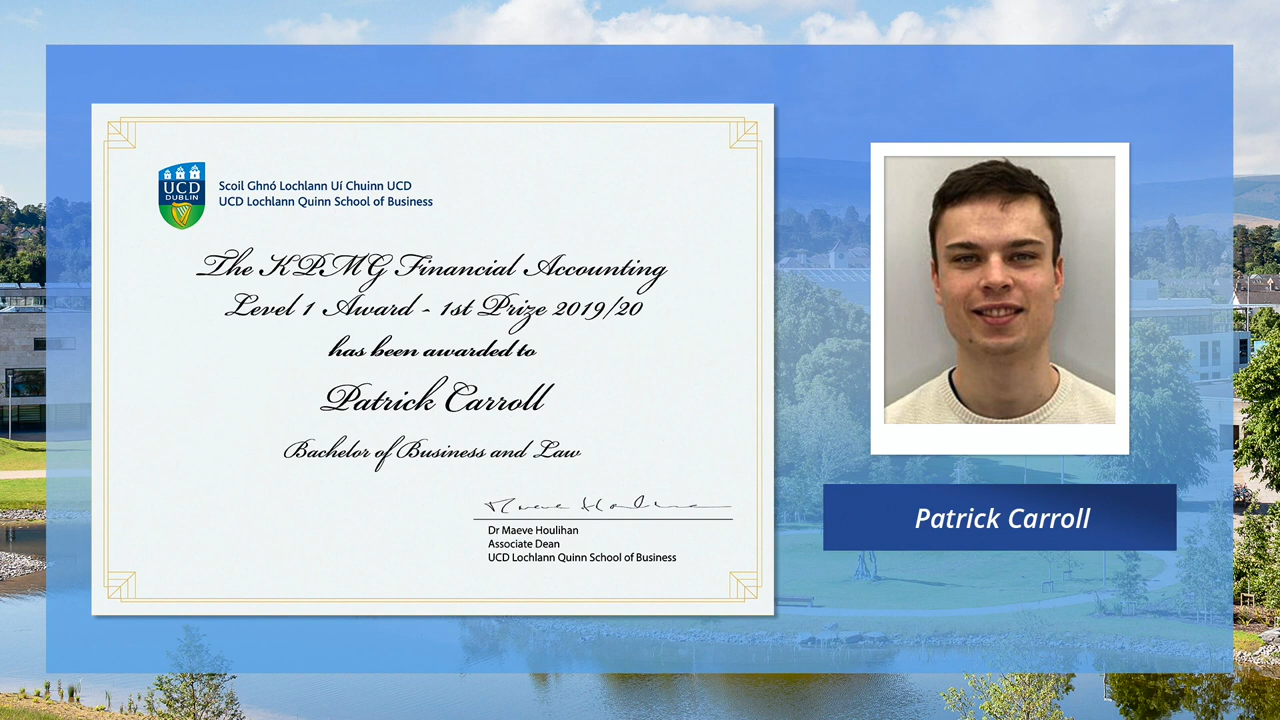 UCD
DUBLIN
Scoil Ghnó Lochlann Uí Chuinn UCD
UCD Lochlann Quinn School of Business
The KPMG Financial Accounting
Level 1 Award - 1st Prize 2019/20
has been awarded to
Patrick Carroll
Bachelor of Business and Law
Maeve Houlihan
Dr Maeve Houlihan
Associate Dean
UCD Lochlann Quinn School of Business
Patrick Carroll